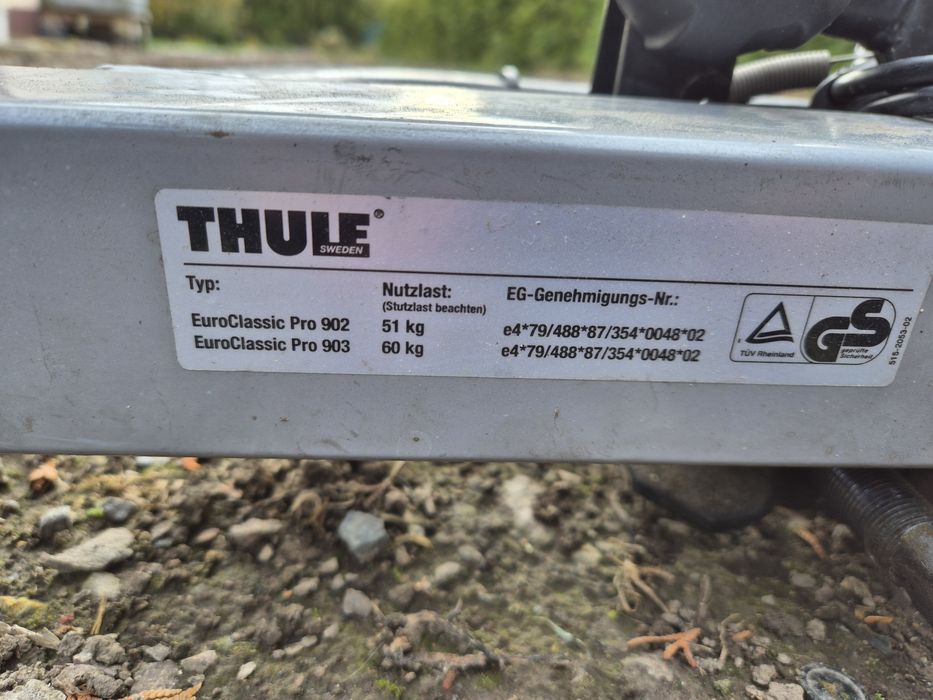 THULE®
SWEDEN
Typ: Nutzlast: EG-Genehmigungs-Nr.:
(Stutzlast beachten)
EuroClassic Pro 902 51 kg e4*79/488*87/354*0048*02
EuroClassic Pro 903 60 kg e4*79/488*87/354*0048*02
TÜV Rheinland
GS
geprüfte
Sicherheit
515-2053-02